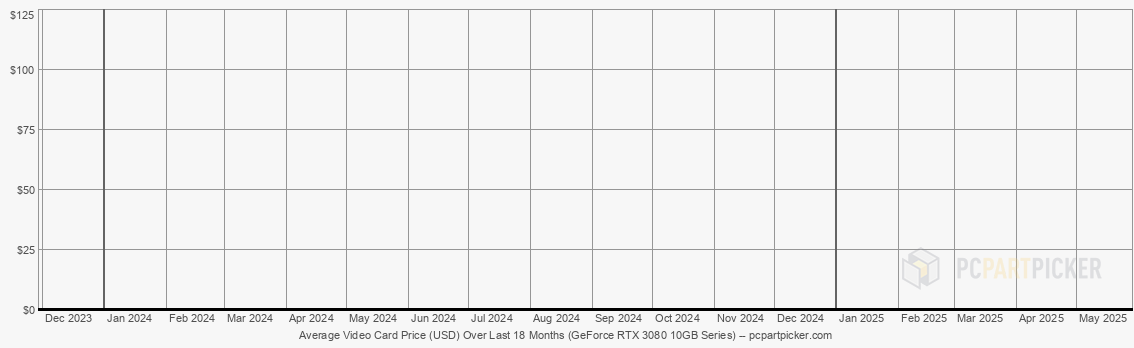 $125
$100
$75
$50
$25
$0
Dec 2023 Jan 2024 Feb 2024 Mar 2024 Apr 2024 May 2024 Jun 2024 Jul 2024 Aug 2024 Sep 2024 Oct 2024 Nov 2024 Dec 2024 Jan 2025 Feb 2025 Mar 2025 Apr 2025 May 2025
Average Video Card Price (USD) Over Last 18 Months (GeForce RTX 3080 10GB Series) – pcpartpicker.com
PCPARTPICKER